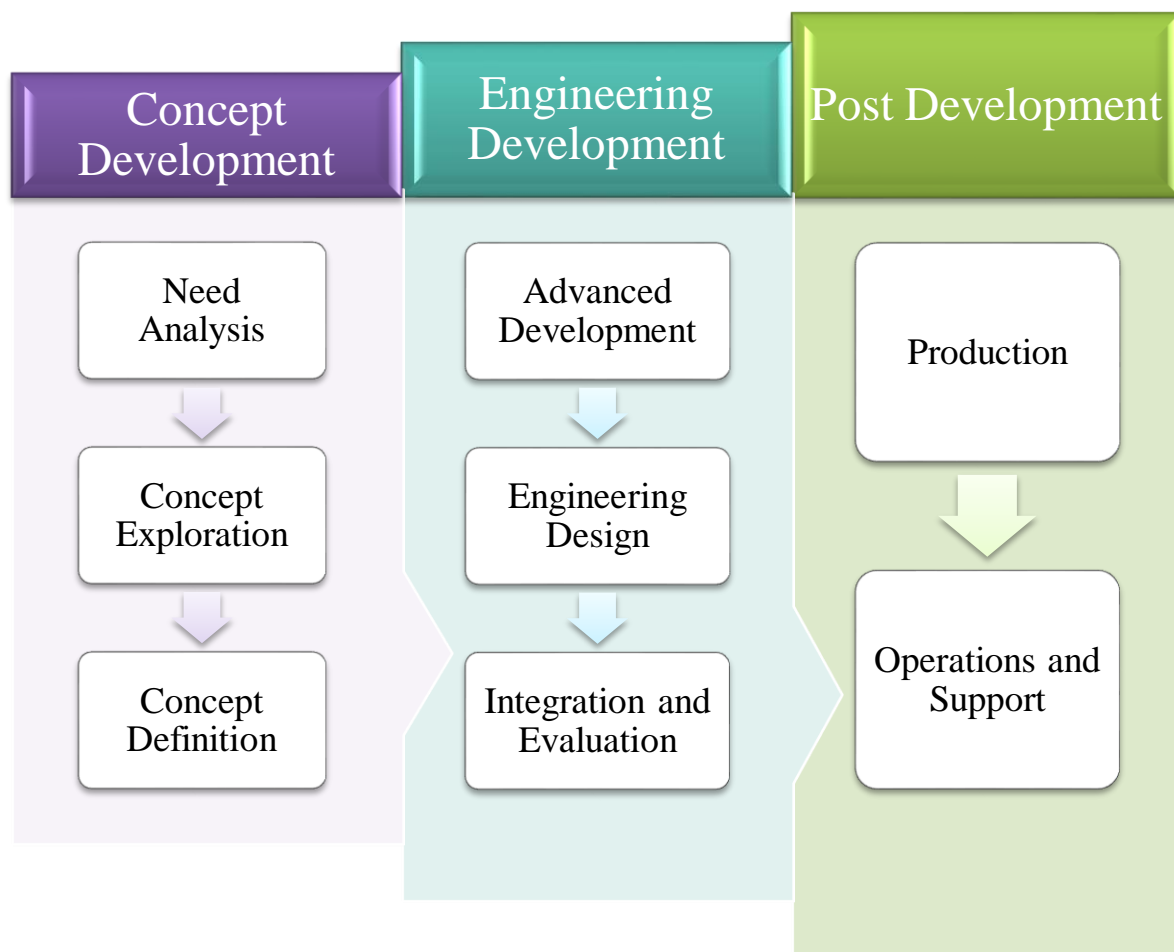 Concept
Development
Need
Analysis
Concept
Exploration
Concept
Definition
Engineering
Development
Advanced
Development
Engineering
Design
Integration and
Evaluation
Post Development
Production
Operations and
Support